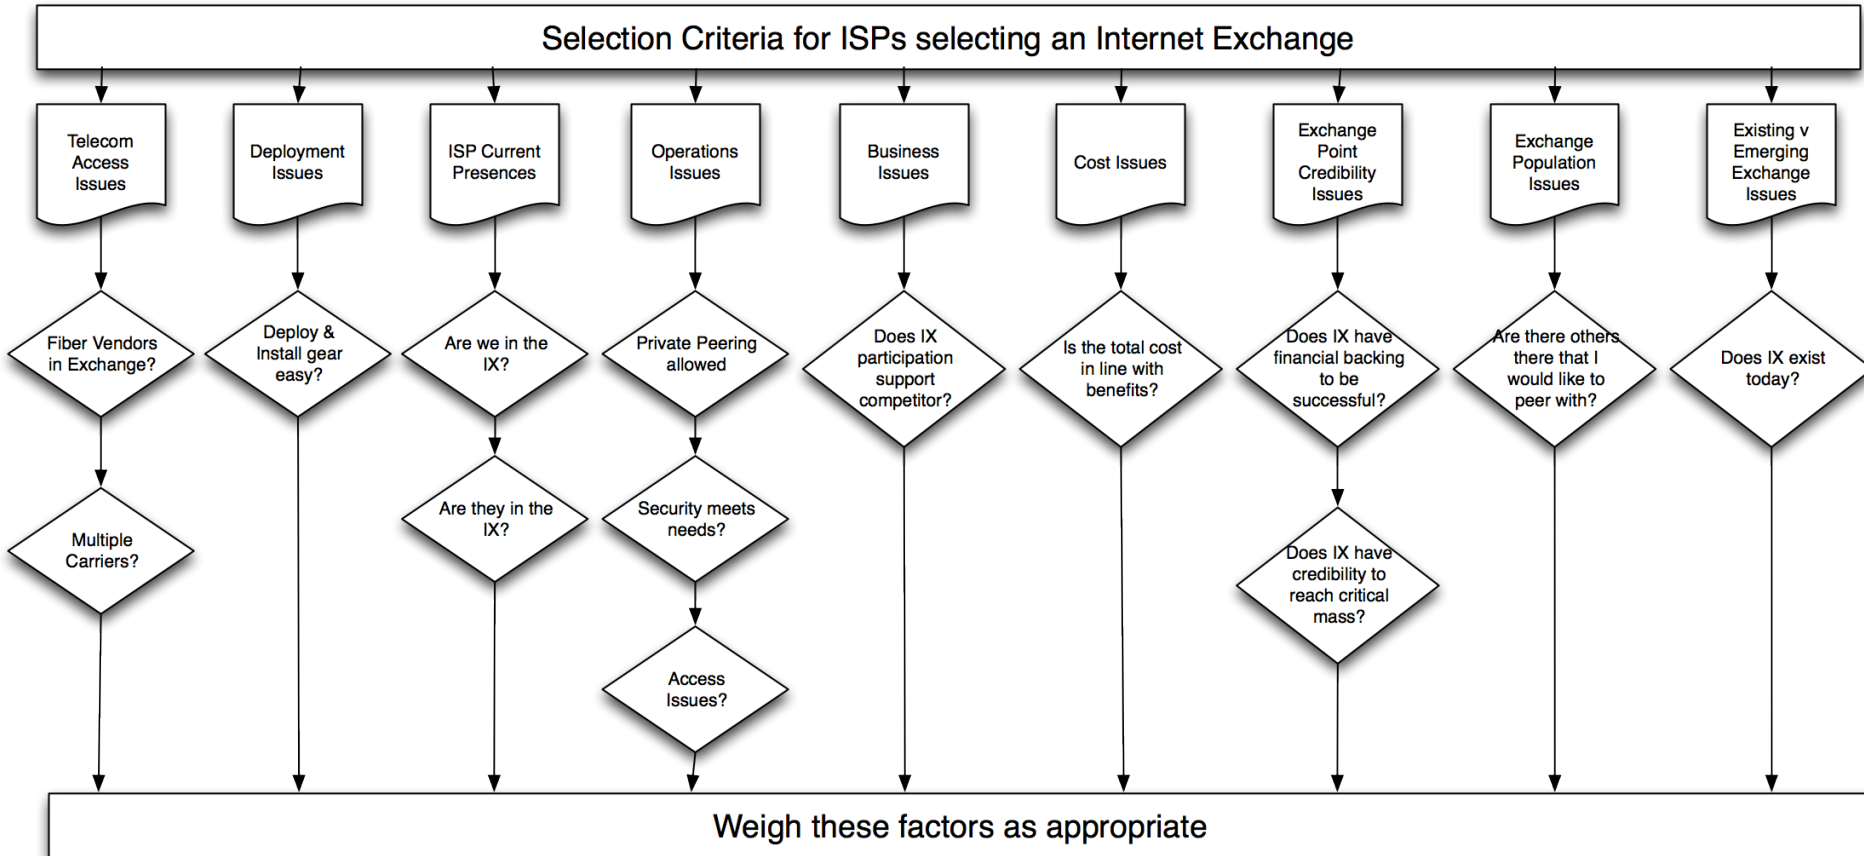 Selection Criteria for ISPs selecting an Internet Exchange
Telecom
Access
Issues
Deployment
Issues
ISP Current
Presences
Operations
Issues
Business
Issues
Cost Issues
Exchange
Point
Credibility
Issues
Exchange
Population
Issues
Existing v
Emerging
Exchange
Issues
Fiber Vendors
in Exchange?
Deploy &
Install gear
easy?
Are we in the
IX?
Private Peering
allowed
Does IX
participation
support
competitor?
Is the total cost
in line with
benefits?
Does IX have
financial backing
to be
successful?
Are there others
there that I
would like to
peer with?
Does IX exist
today?
Multiple
Carriers?
Are they in the
IX?
Security meets
needs?
Does IX have
credibility to
reach critical
mass?
Access
Issues?
Weigh these factors as appropriate